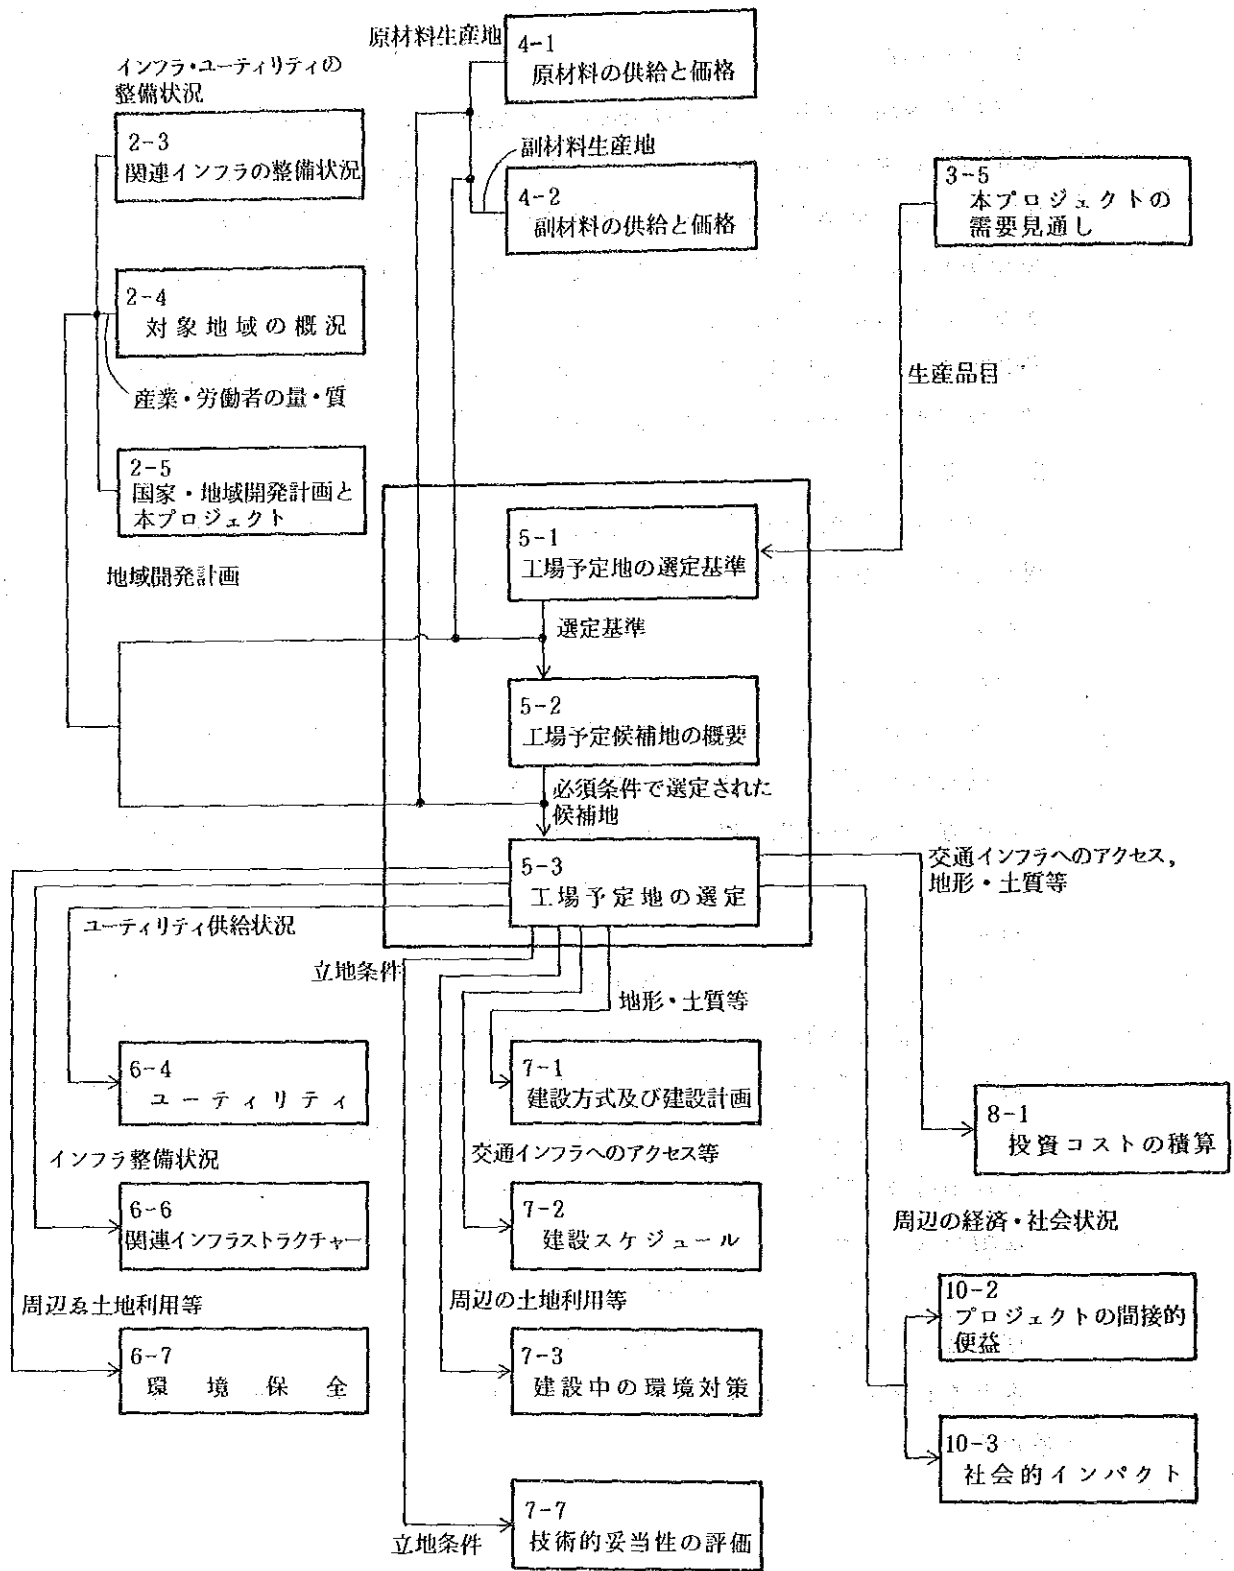 原材料生産地
4-1
原材料の供給と価格
インフラ・ユーティリティの
整備状況
2-3
関連インフラの整備状況
副材料生産地
4-2
副材料の供給と価格
3-5
本プロジェクトの
需要見通し
2-4
対象地域の概況
産業・労働者の量・質
生産品目
2-5
国家・地域開発計画と
本プロジェクト
地域開発計画
5-1
工場予定地の選定基準
選定基準
5-2
工場予定候補地の概要
必須条件で選定された
候補地
5-3
工場予定地の選定
交通インフラへのアクセス,
地形・土質等
ユーティリティ供給状況
立地条件
地形・土質等
6-4
ユーティリティ
7-1
建設方式及び建設計画
8-1
投資コストの積算
インフラ整備状況
交通インフラへのアクセス等
6-6
関連インフラストラクチャー
7-2
建設スケジュール
周辺の経済・社会状況
周辺ゑ土地利用等
周辺の土地利用等
10-2
プロジェクトの間接的
便益
6-7
環境保全
7-3
建設中の環境対策
10-3
社会的インパクト
7-7
技術的妥当性の評価
立地条件